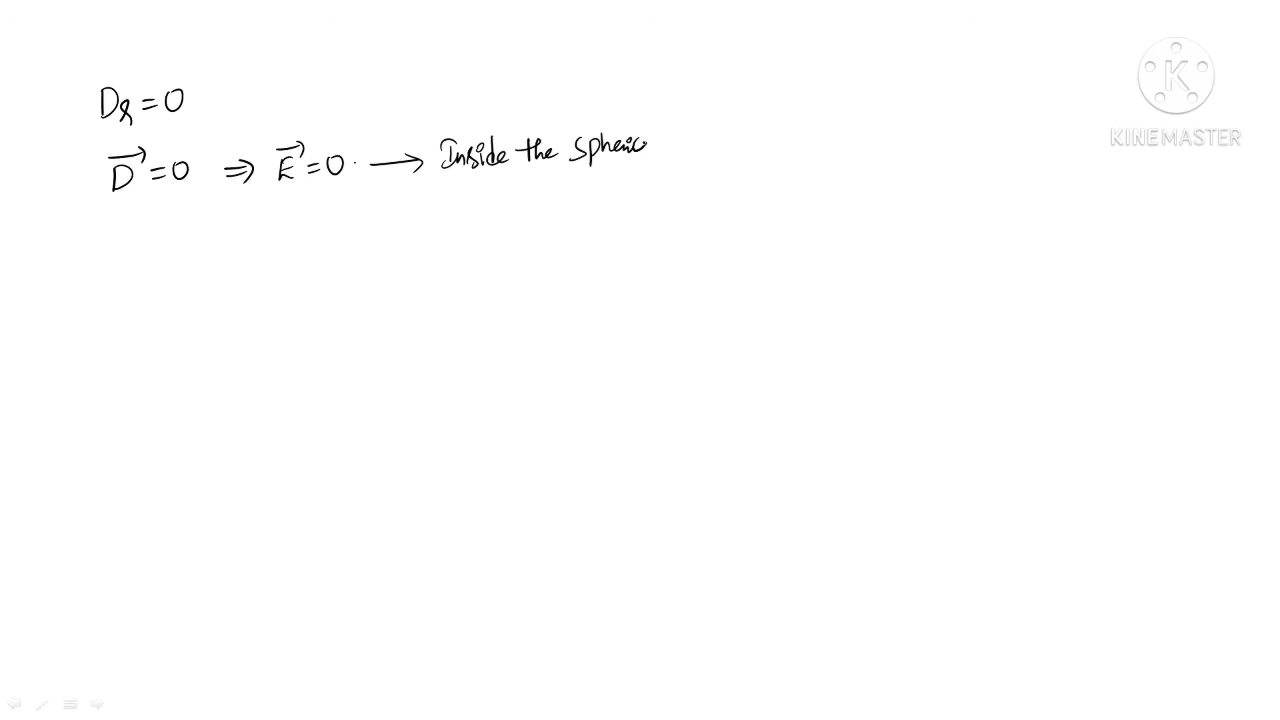 Dr = 0
D⃗ = 0 ⇒ E⃗ = 0. ⟶ Inside the spheric
K
KINEMASTER